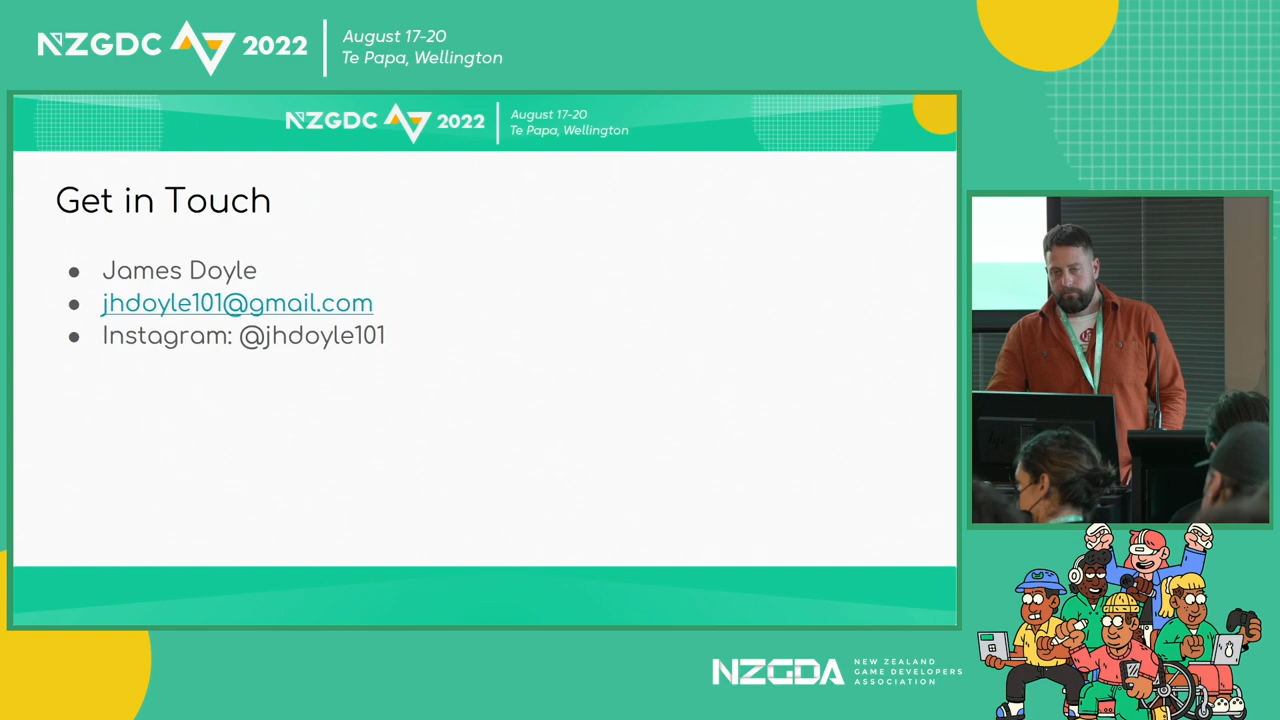 NZGDC 2022
August 17-20
Te Papa, Wellington
NZGDC 2022
August 17-20
Te Papa, Wellington
Get in Touch
● James Doyle
● jhdoyle101@gmail.com
● Instagram: @jhdoyle101
NZGDA
NEW ZEALAND
GAME DEVELOPERS
ASSOCIATION